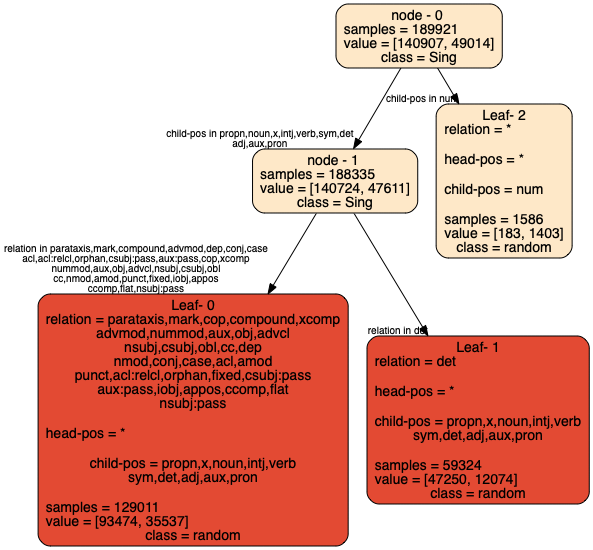 node - 0
samples = 189921
value = [140907, 49014]
class = Sing
child-pos in num
child-pos in propn,noun,x,intj,verb,sym,det
adj,aux,pron
Leaf- 2
relation = *
head-pos = *
child-pos = num
samples = 1586
value = [183, 1403]
class = random
node - 1
samples = 188335
value = [140724, 47611]
class = Sing
relation in parataxis,mark,compound,advmod,dep,conj,case
acl,acl:relcl,orphan,csubj:pass,aux:pass,cop,xcomp
nummod,aux,obj,advcl,nsubj,csubj,obl
cc,nmod,amod,punct,fixed,iobj,appos
ccomp,flat,nsubj:pass
relation in det
Leaf- 0
relation = parataxis,mark,cop,compound,xcomp
advmod,nummod,aux,obj,advcl
nsubj,csubj,obl,cc,dep
nmod,conj,case,acl,amod
punct,acl:relcl,orphan,fixed,csubj:pass
aux:pass,iobj,appos,ccomp,flat
nsubj:pass
head-pos = *
child-pos = propn,x,noun,intj,verb
sym,det,adj,aux,pron
samples = 129011
value = [93474, 35537]
class = random
Leaf- 1
relation = det
head-pos = *
child-pos = propn,x,noun,intj,verb
sym,det,adj,aux,pron
samples = 59324
value = [47250, 12074]
class = random